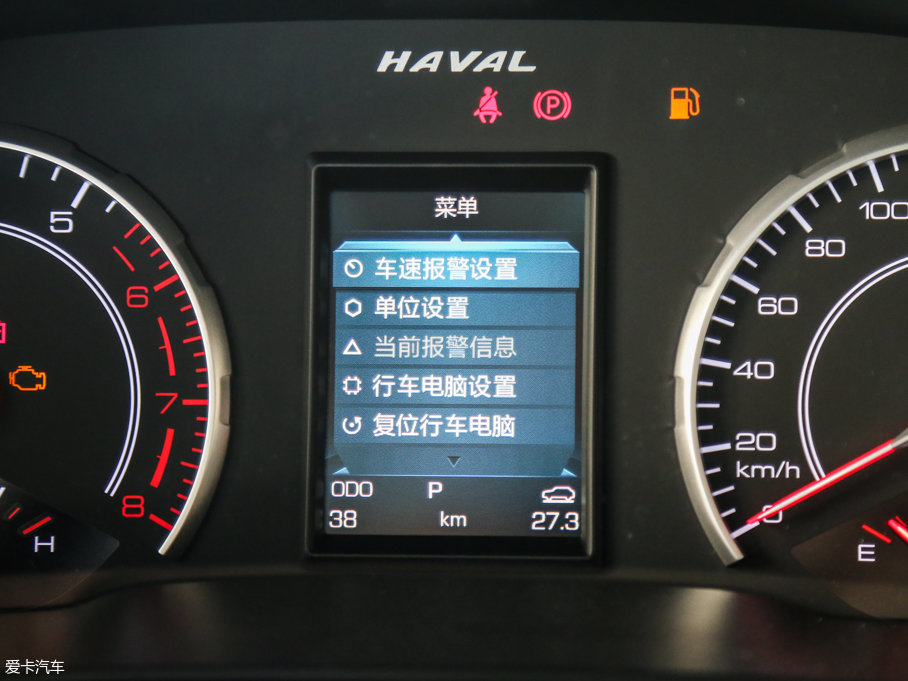 HAVAL
P
菜单
车速报警设置
单位设置
当前报警信息
行车电脑设置
复位行车电脑
ODO P
38 km 27.3
5
6
7
8
H
100
80
60
40
20
km/h
0
E
爱卡汽车